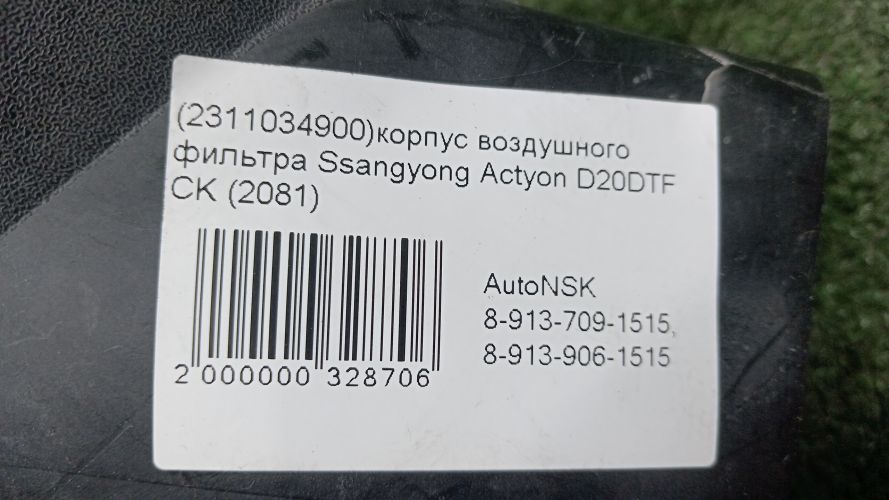 (2311034900)корпус воздушного
фильтра Ssangyong Actyon D20DTF
СК (2081)
AutoNSK
8-913-709-1515,
8-913-906-1515
2 000000 328706